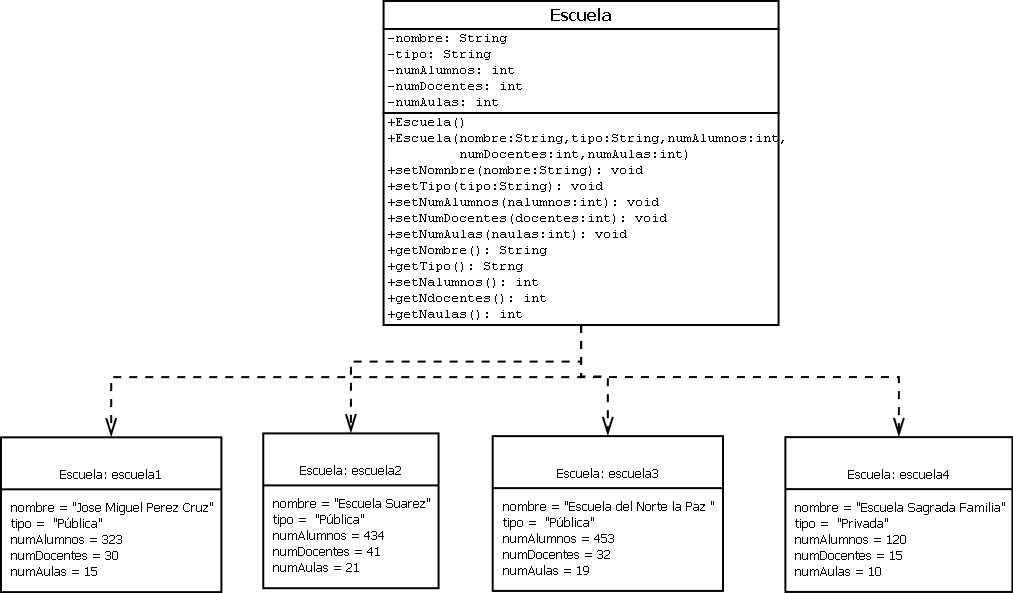 Escuela
-nombre: String
-tipo: String
-numAlumnos: int
-numDocentes: int
-numAulas: int
+Escuela()
+Escuela(nombre:String,tipo:String,numAlumnos:int,
numDocentes:int,numAulas:int)
+setNomnbre(nombre:String): void
+setTipo(tipo:String): void
+setNumAlumnos(nalumnos:int): void
+setNumDocentes(docentes:int): void
+setNumAulas(naulas:int): void
+getNombre(): String
+getTipo(): Strng
+setNalumnos(): int
+getNdocentes(): int
+getNaulas(): int
Escuela: escuela1
nombre = "Jose Miguel Perez Cruz"
tipo = "Pública"
numAlumnos = 323
numDocentes = 30
numAulas = 15
Escuela: escuela2
nombre = "Escuela Suarez"
tipo = "Pública"
numAlumnos = 434
numDocentes = 41
numAulas = 21
Escuela: escuela3
nombre = "Escuela del Norte la Paz "
tipo = "Pública"
numAlumnos = 453
numDocentes = 32
numAulas = 19
Escuela: escuela4
nombre = "Escuela Sagrada Familia"
tipo = "Privada"
numAlumnos = 120
numDocentes = 15
numAulas = 10